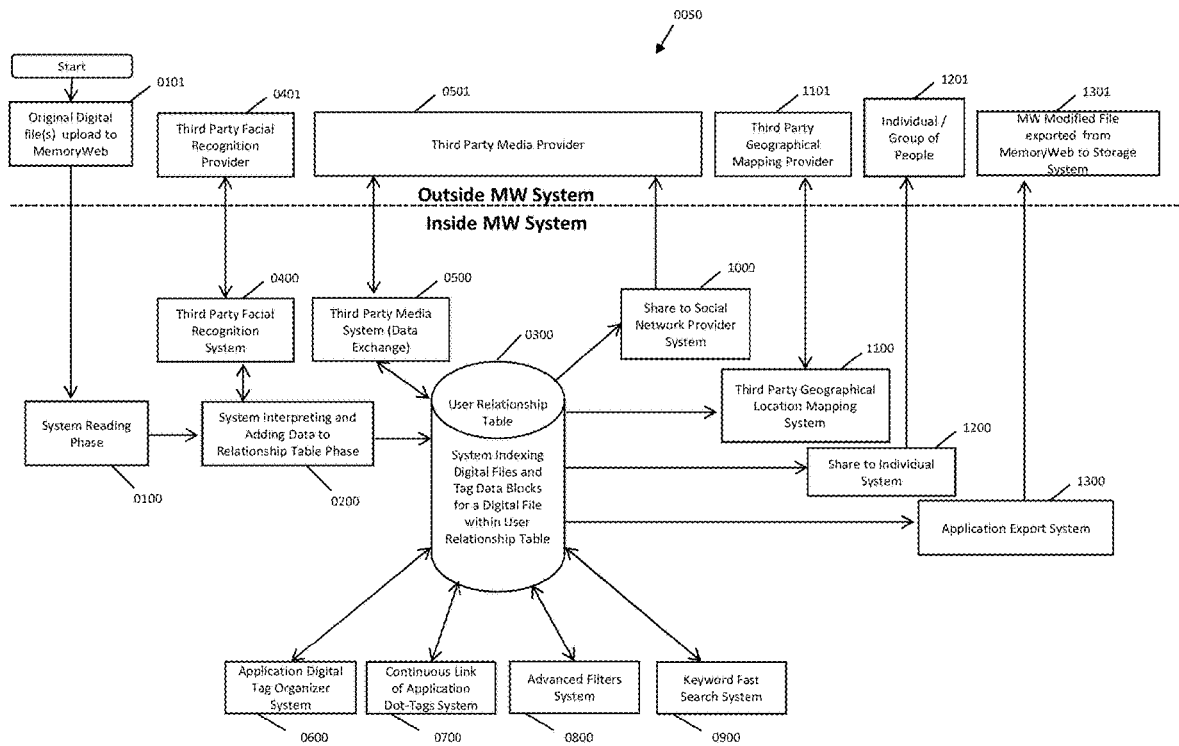 0050
Start
0101
Original Digital
file(s) upload to
MemoryWeb
0401
Third Party Facial
Recognition
Provider
0501
Third Party Media Provider
1101
Third Party
Geographical
Mapping Provider
1201
Individual /
Group of
People
1301
MW Modified File
exported from
MemoryWeb to Storage
System
Outside MW System
Inside MW System
0400
Third Party Facial
Recognition
System
0500
Third Party Media
System (Data
Exchange)
0300
1000
Share to Social
Network Provider
System
1100
Third Party Geographical
Location Mapping
System
User Relationship
Table
System Indexing
Digital Files and
Tag Data Blocks
for a Digital File
within User
Relationship Table
System Reading
Phase
0100
System Interpreting and
Adding Data to
Relationship Table Phase
0200
1200
Share to Individual
System
1300
Application Export System
Application Digital
Tag Organizer
System
0600
Continuous Link
of Application
Dot-Tags System
0700
Advanced Filters
System
0800
Keyword Fast
Search System
0900